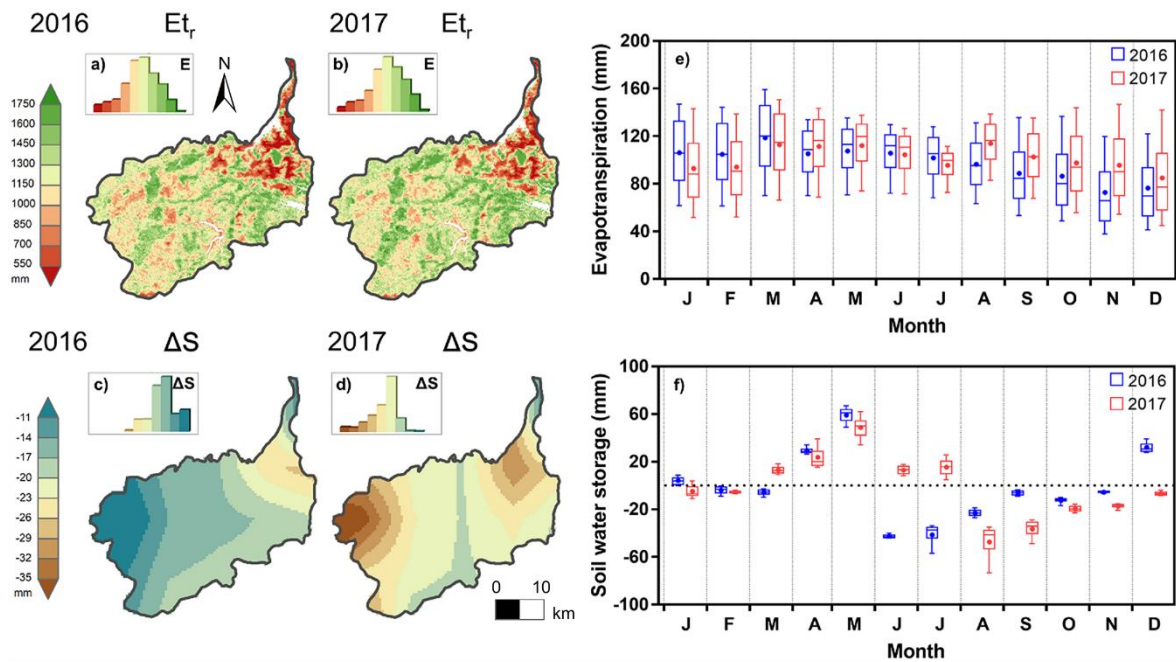 2016 Etr 2017 Etr
a) E
N
b) E
1750
1600
1450
1300
1150
1000
850
700
550
mm
2016 ΔS 2017 ΔS
c) ΔS
d) ΔS
-11
-14
-17
-20
-23
-26
-29
-32
-35
mm
0 10
km
e)
2016
2017
Evapotranspiration (mm)
200
160
120
80
40
0
J F M A M J J A S O N D
Month
f)
2016
2017
Soil water storage (mm)
100
60
20
-20
-60
-100
J F M A M J J A S O N D
Month